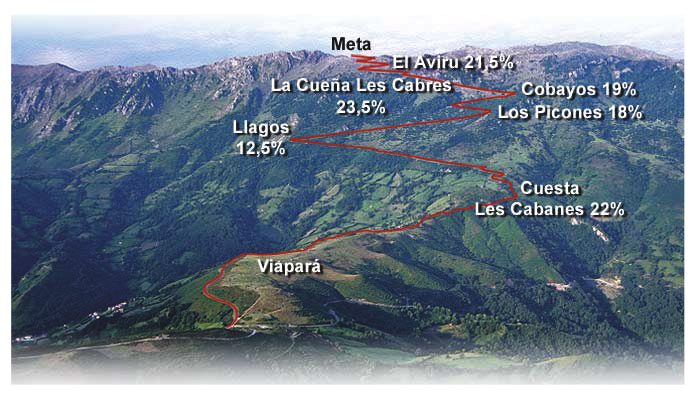 Meta
El Aviru 21,5%
La Cueña Les Cabres
23,5%
Cobayos 19%
Los Picones 18%
Llagos
12,5%
Cuesta
Les Cabanes 22%
Viapará